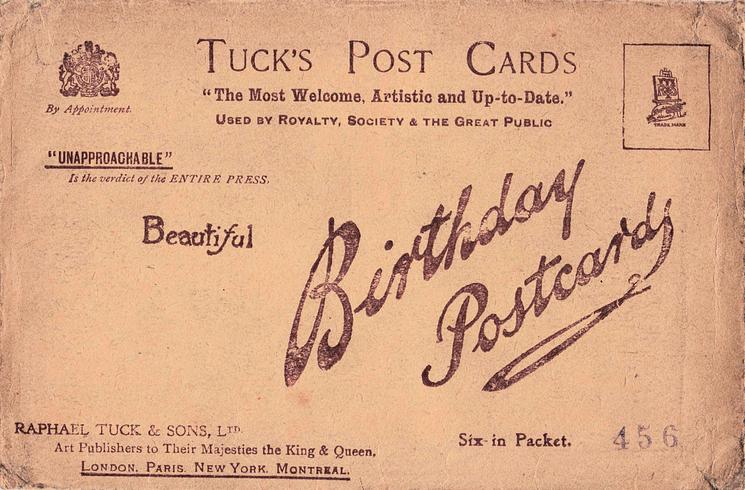 TUCK'S POST CARDS
"The Most Welcome, Artistic and Up-to-Date."
USED BY ROYALTY, SOCIETY & THE GREAT PUBLIC
By Appointment.
TRADE MARK
"UNAPPROACHABLE"
Is the verdict of the ENTIRE PRESS.
Beautiful
Birthday
Postcards
RAPHAEL TUCK & SONS, LTD.
Art Publishers to Their Majesties the King & Queen,
LONDON. PARIS. NEW YORK. MONTREAL.
Six in Packet.
456